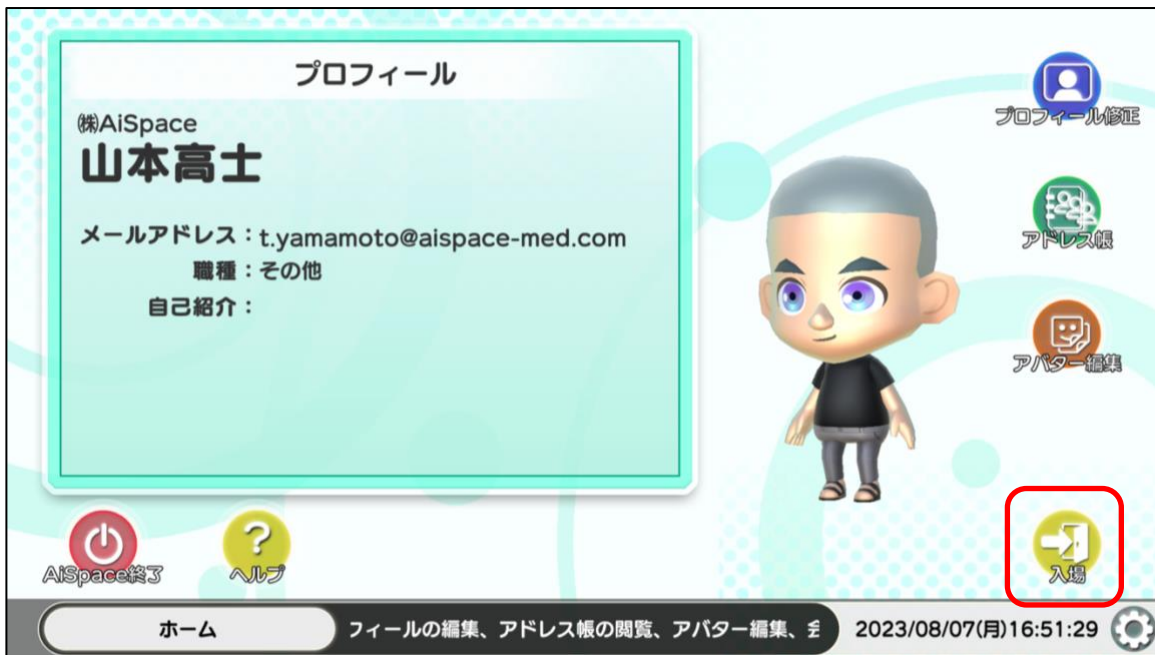 プロフィール
㈱AiSpace
山本高士
メールアドレス：t.yamamoto@aispace-med.com
職種：その他
自己紹介：
プロフィール修正
アドレス帳
アバター編集
AiSpace終了
?
ヘルプ
入場
ホーム
フィールの編集、アドレス帳の閲覧、アバター編集、
2023/08/07(月)16:51:29